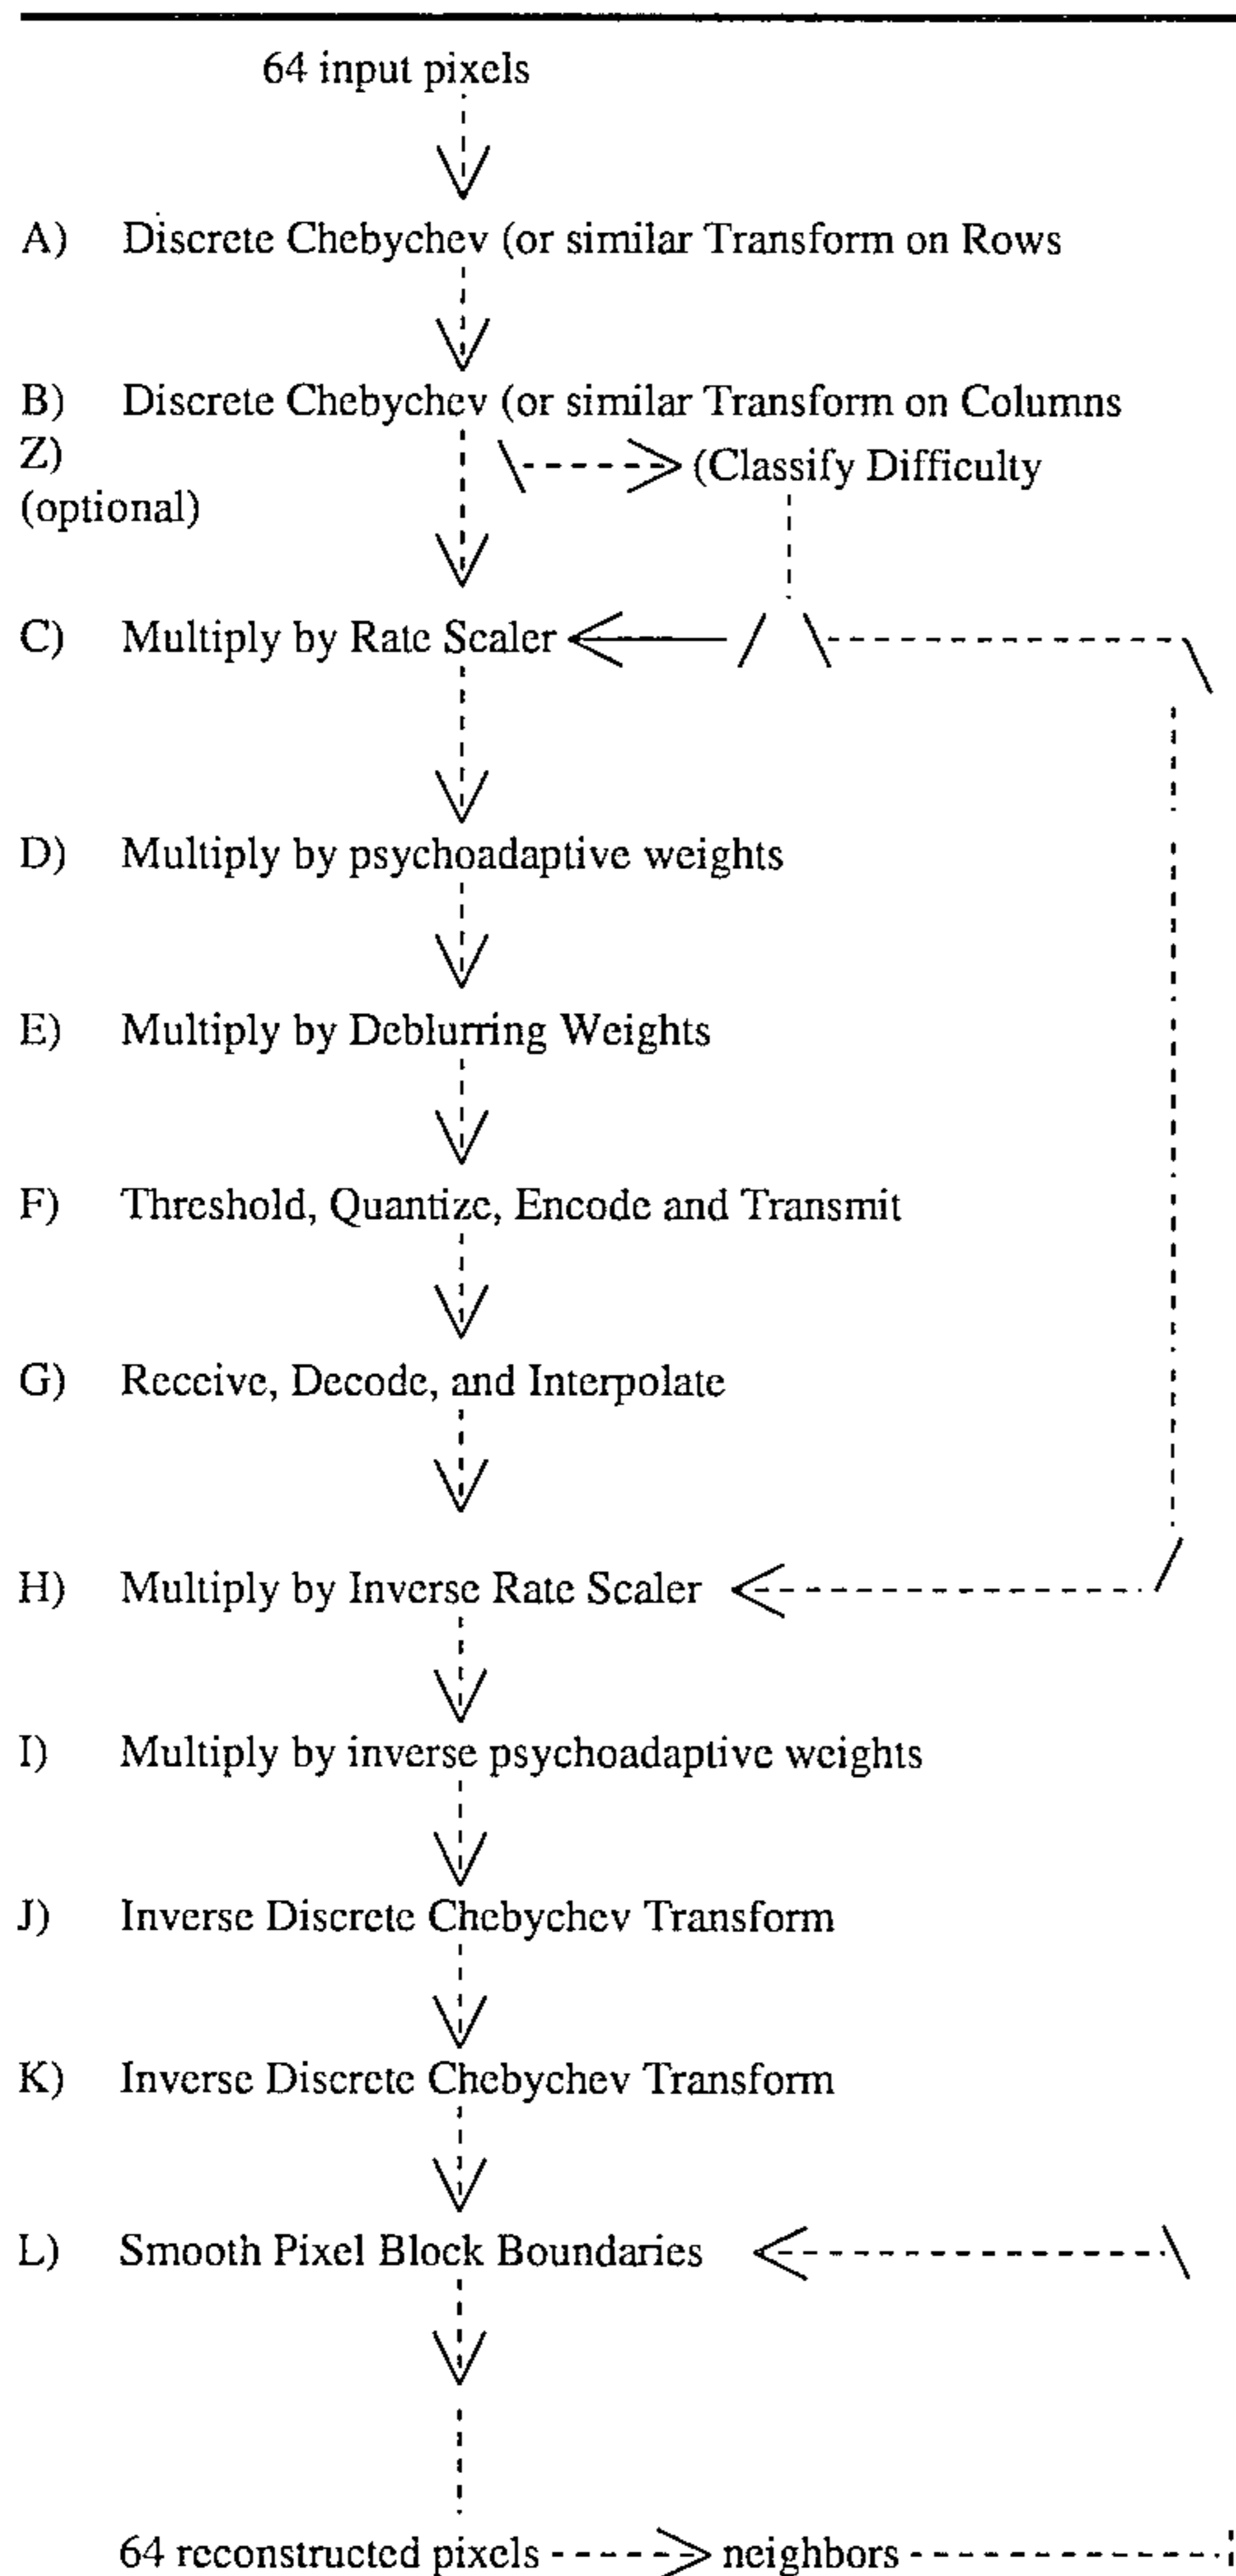 64 input pixels
A) Discrete Chebychev (or similar Transform on Rows
B) Discrete Chebychev (or similar Transform on Columns
Z) (Classify Difficulty
(optional)
C) Multiply by Rate Scaler
D) Multiply by psychoadaptive weights
E) Multiply by Deblurring Weights
F) Threshold, Quantize, Encode and Transmit
G) Receive, Decode, and Interpolate
H) Multiply by Inverse Rate Scaler
I) Multiply by inverse psychoadaptive weights
J) Inverse Discrete Chebychev Transform
K) Inverse Discrete Chebychev Transform
L) Smooth Pixel Block Boundaries
64 reconstructed pixels neighbors